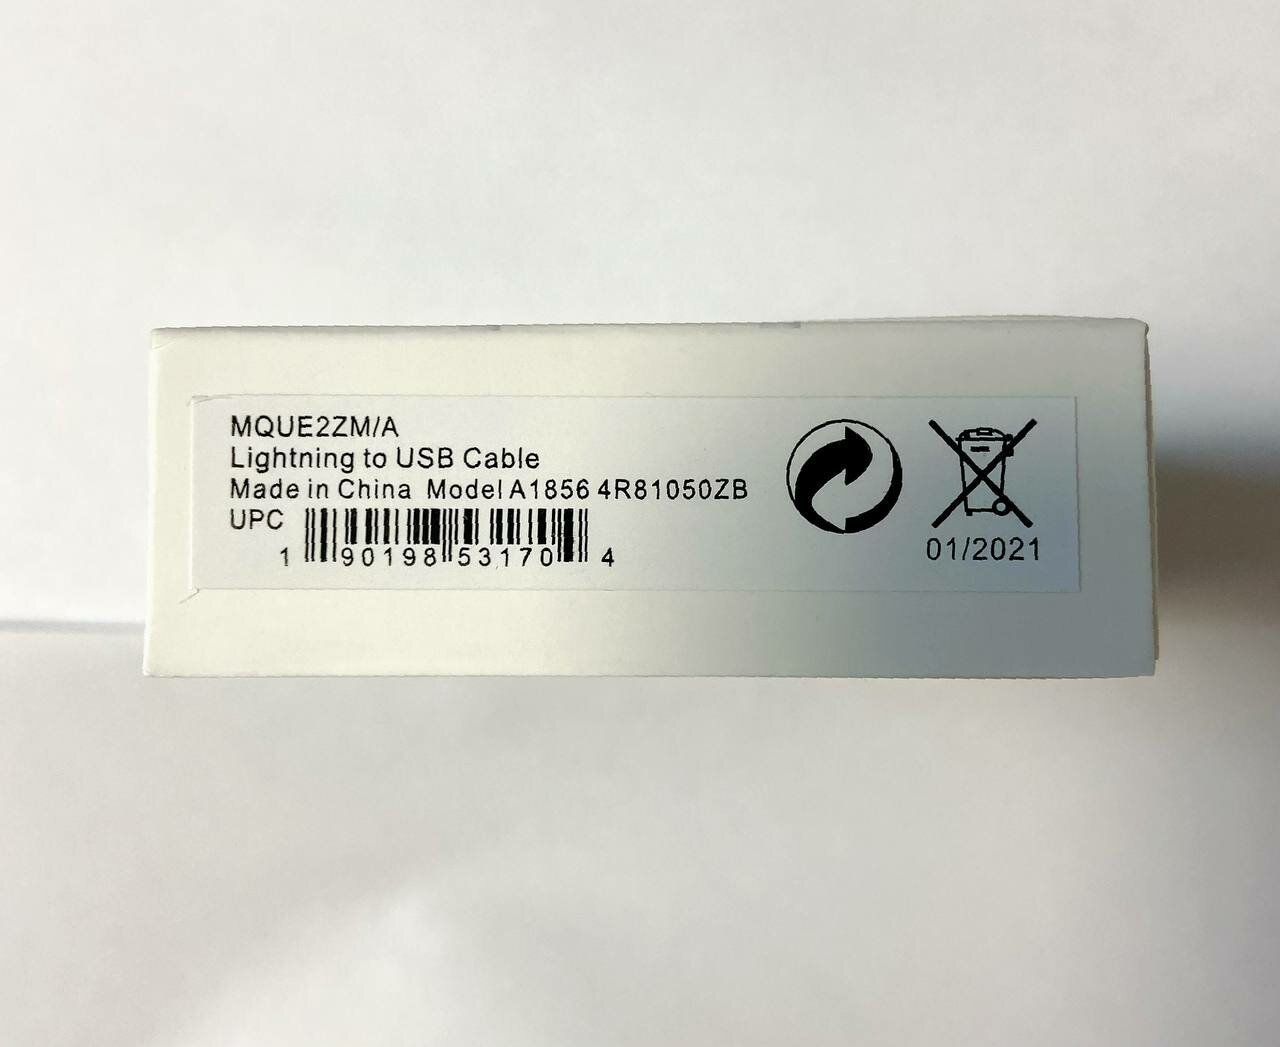 MQUE2ZM/A
Lightning to USB Cable
Made in China Model A1856 4R81050ZB
UPC
1 90198 53170 4
01/2021